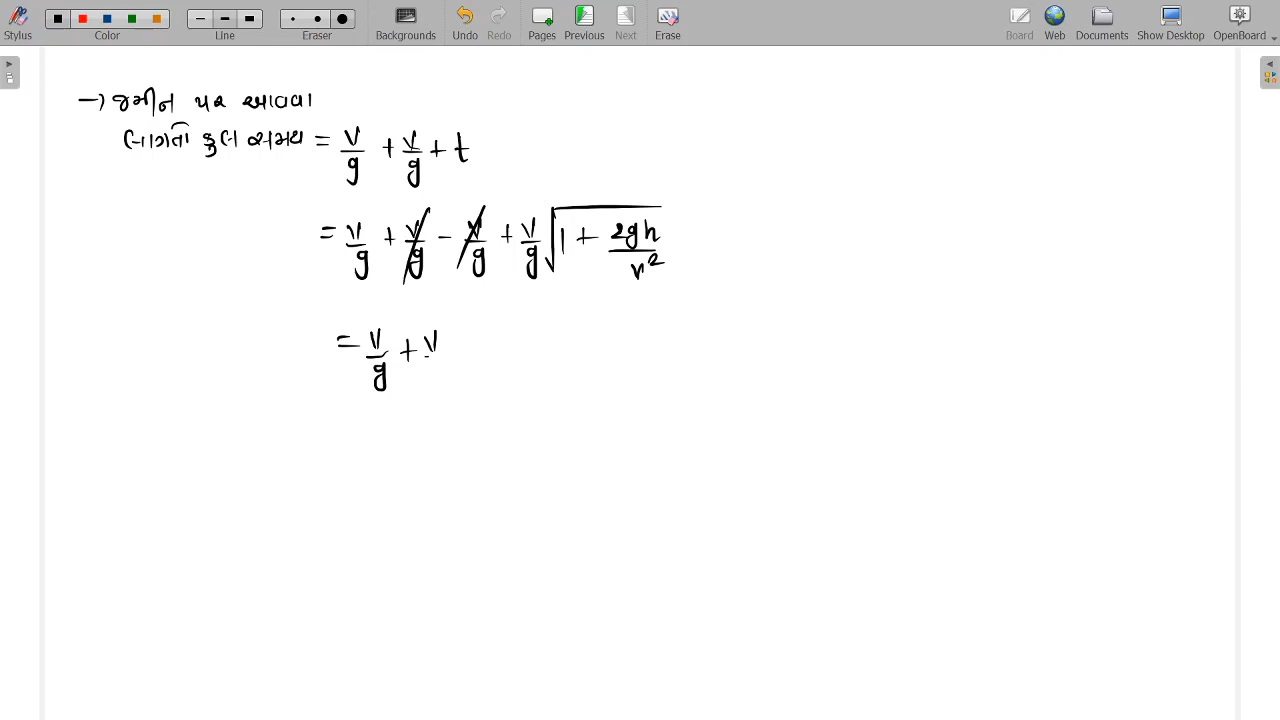 Stylus Color Line Eraser Backgrounds Undo Redo Pages Previous Next Erase Board Web Documents Show Desktop OpenBoard
→ જમીન પર આવવા
લાગતો કુલ સમય = v/g + v/g + t
= v/g + v/g - v/g + v/g √(1 + 2gh/v²)
= v/g + v